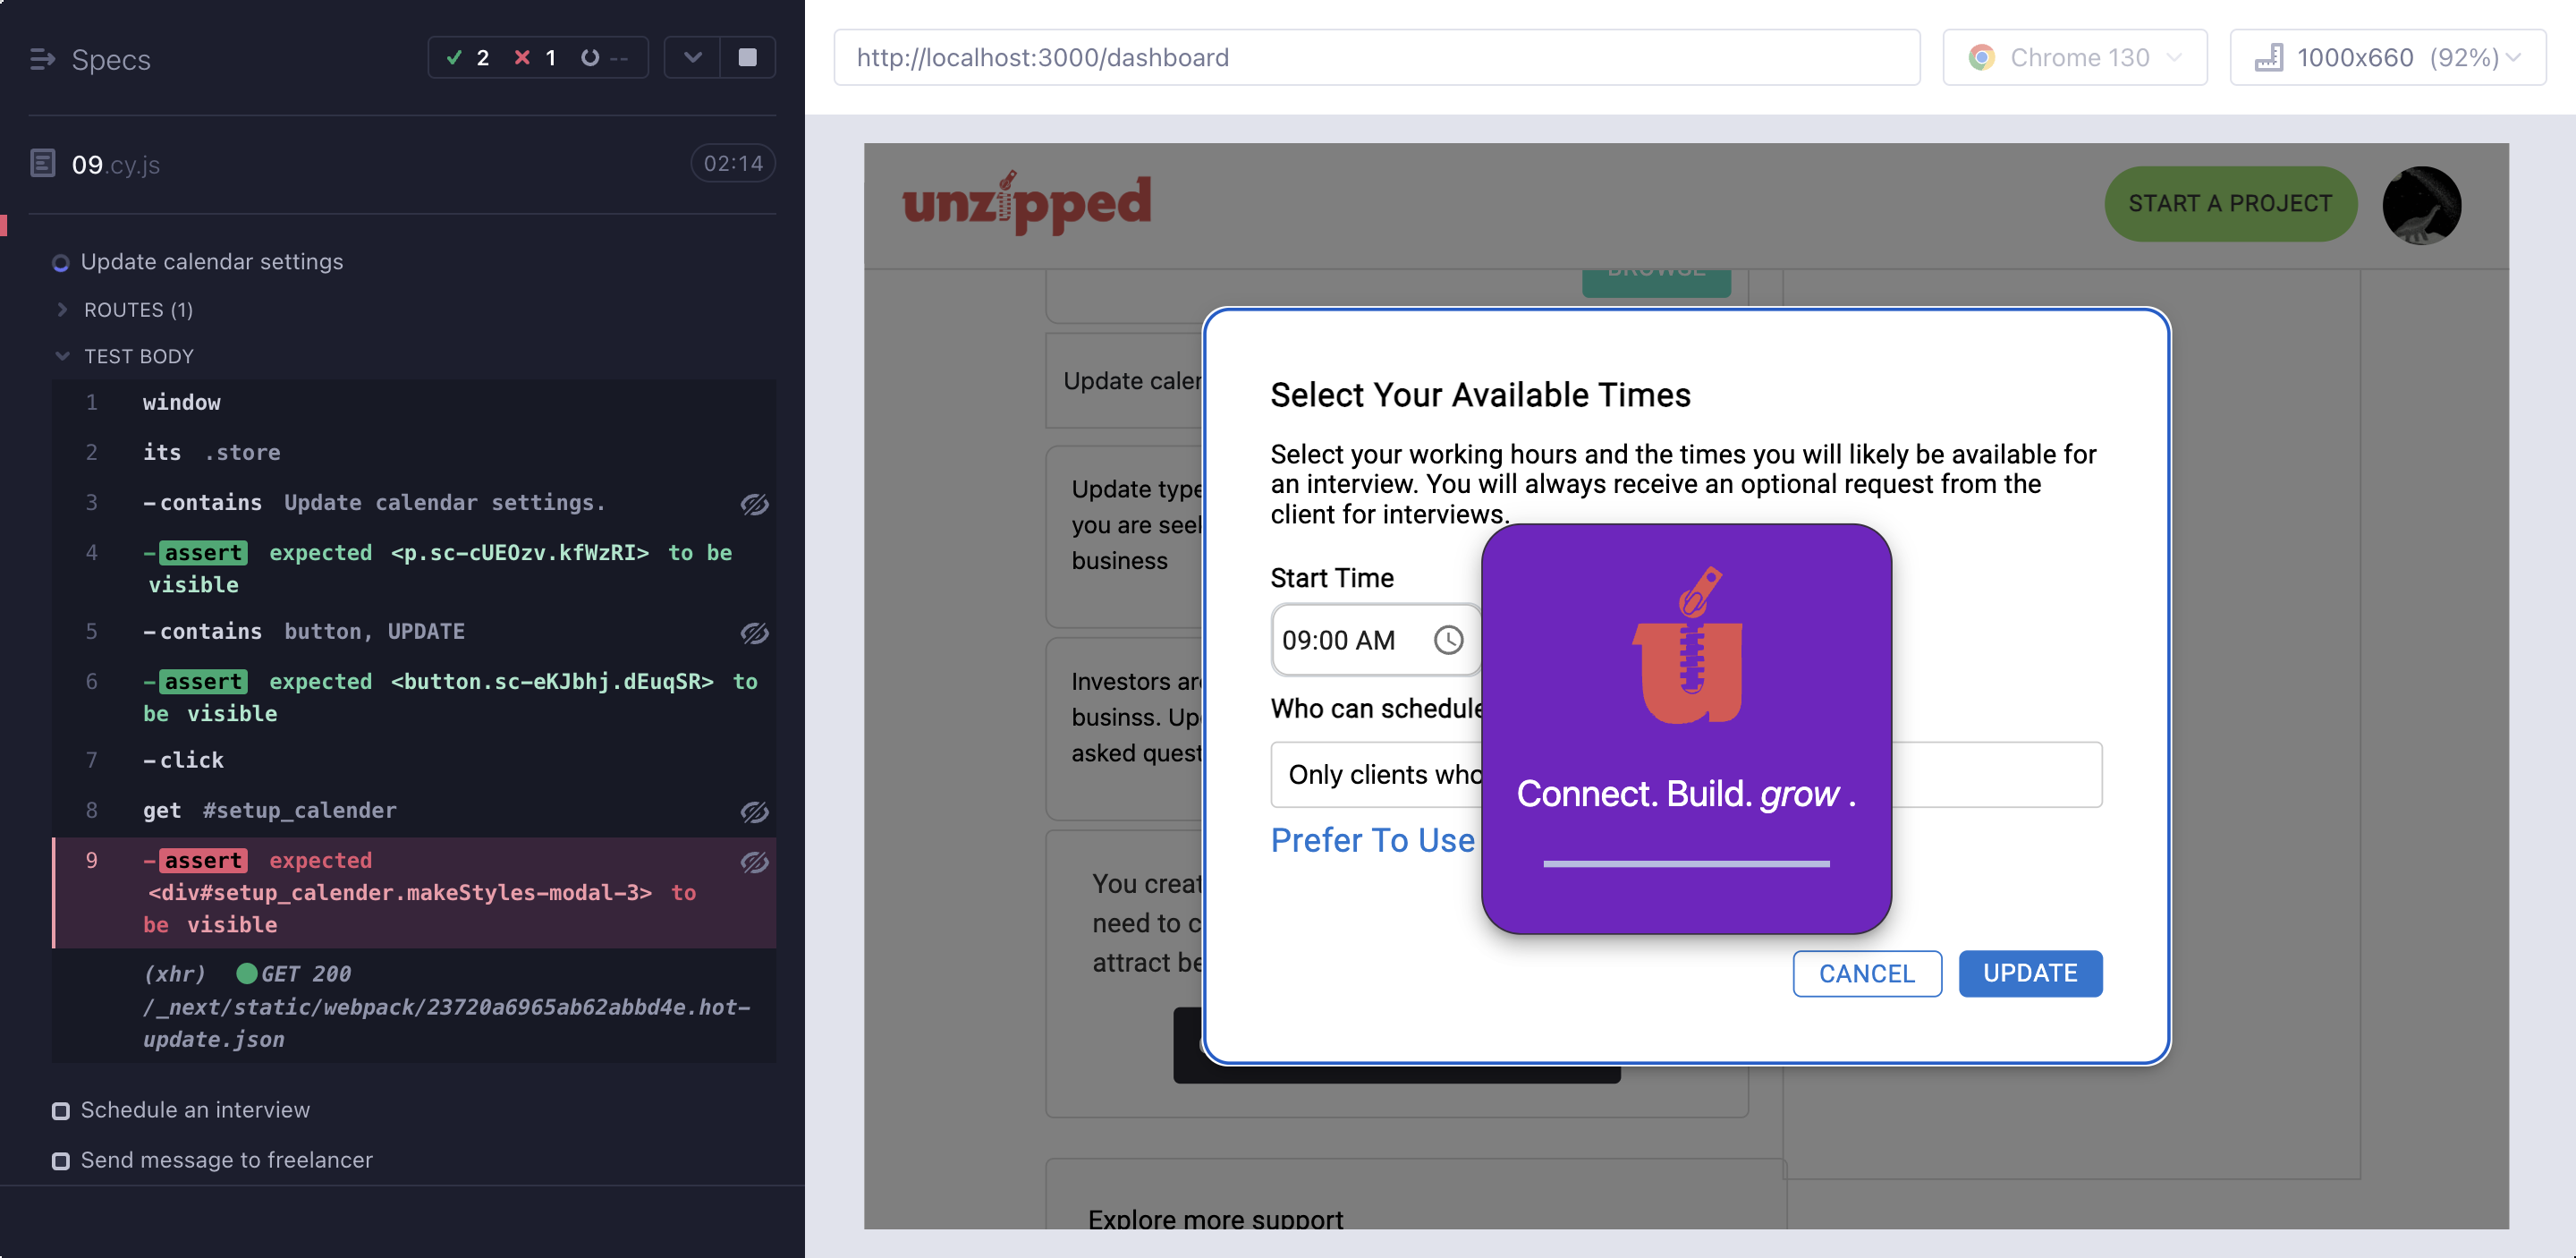 Specs
2
1
--
09.cy.js
02:14
Update calendar settings
ROUTES (1)
TEST BODY
1 window
2 its .store
3 -contains Update calendar settings.
4 -assert expected <p.sc-cUEOzv.kfWzRI> to be
visible
5 -contains button, UPDATE
6 -assert expected <button.sc-eKJbhj.dEuqSR> to
be visible
7 -click
8 get #setup_calender
9 -assert expected
<div#setup_calender.makeStyles-modal-3> to
be visible
(xhr) GET 200
/_next/static/webpack/23720a6965ab62abbd4e.hot-
update.json
Schedule an interview
Send message to freelancer
http://localhost:3000/dashboard
Chrome 130
1000x660 (92%)
unzipped
START A PROJECT
BROWSE
Update caler
Update type
you are seel
business
Investors ar
businss. Up
asked quest
You creat
need to c
attract be
Explore more support
Select Your Available Times
Select your working hours and the times you will likely be available for
an interview. You will always receive an optional request from the
client for interviews.
Start Time
09:00 AM
Who can schedule
Only clients who
Prefer To Use
u
Connect. Build. grow .
CANCEL
UPDATE